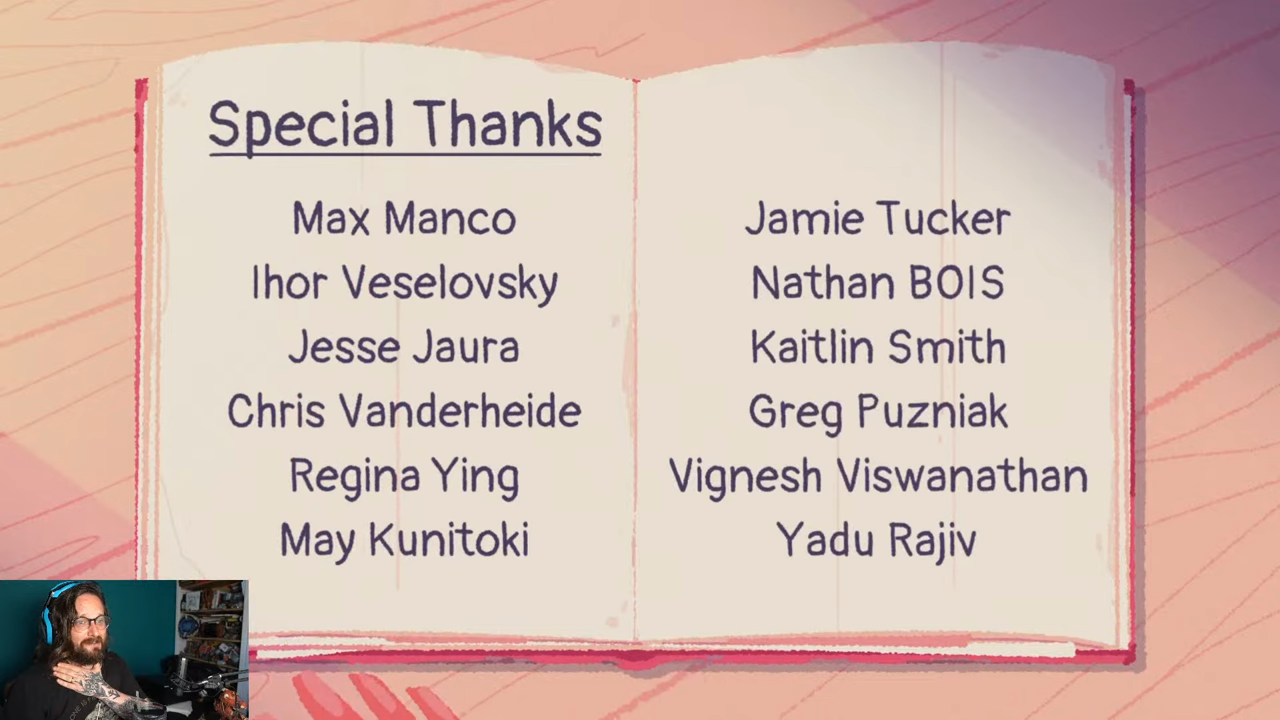 Special Thanks
Max Manco
Ihor Veselovsky
Jesse Jaura
Chris Vanderheide
Regina Ying
May Kunitoki
Jamie Tucker
Nathan BOIS
Kaitlin Smith
Greg Puzniak
Vignesh Viswanathan
Yadu Rajiv